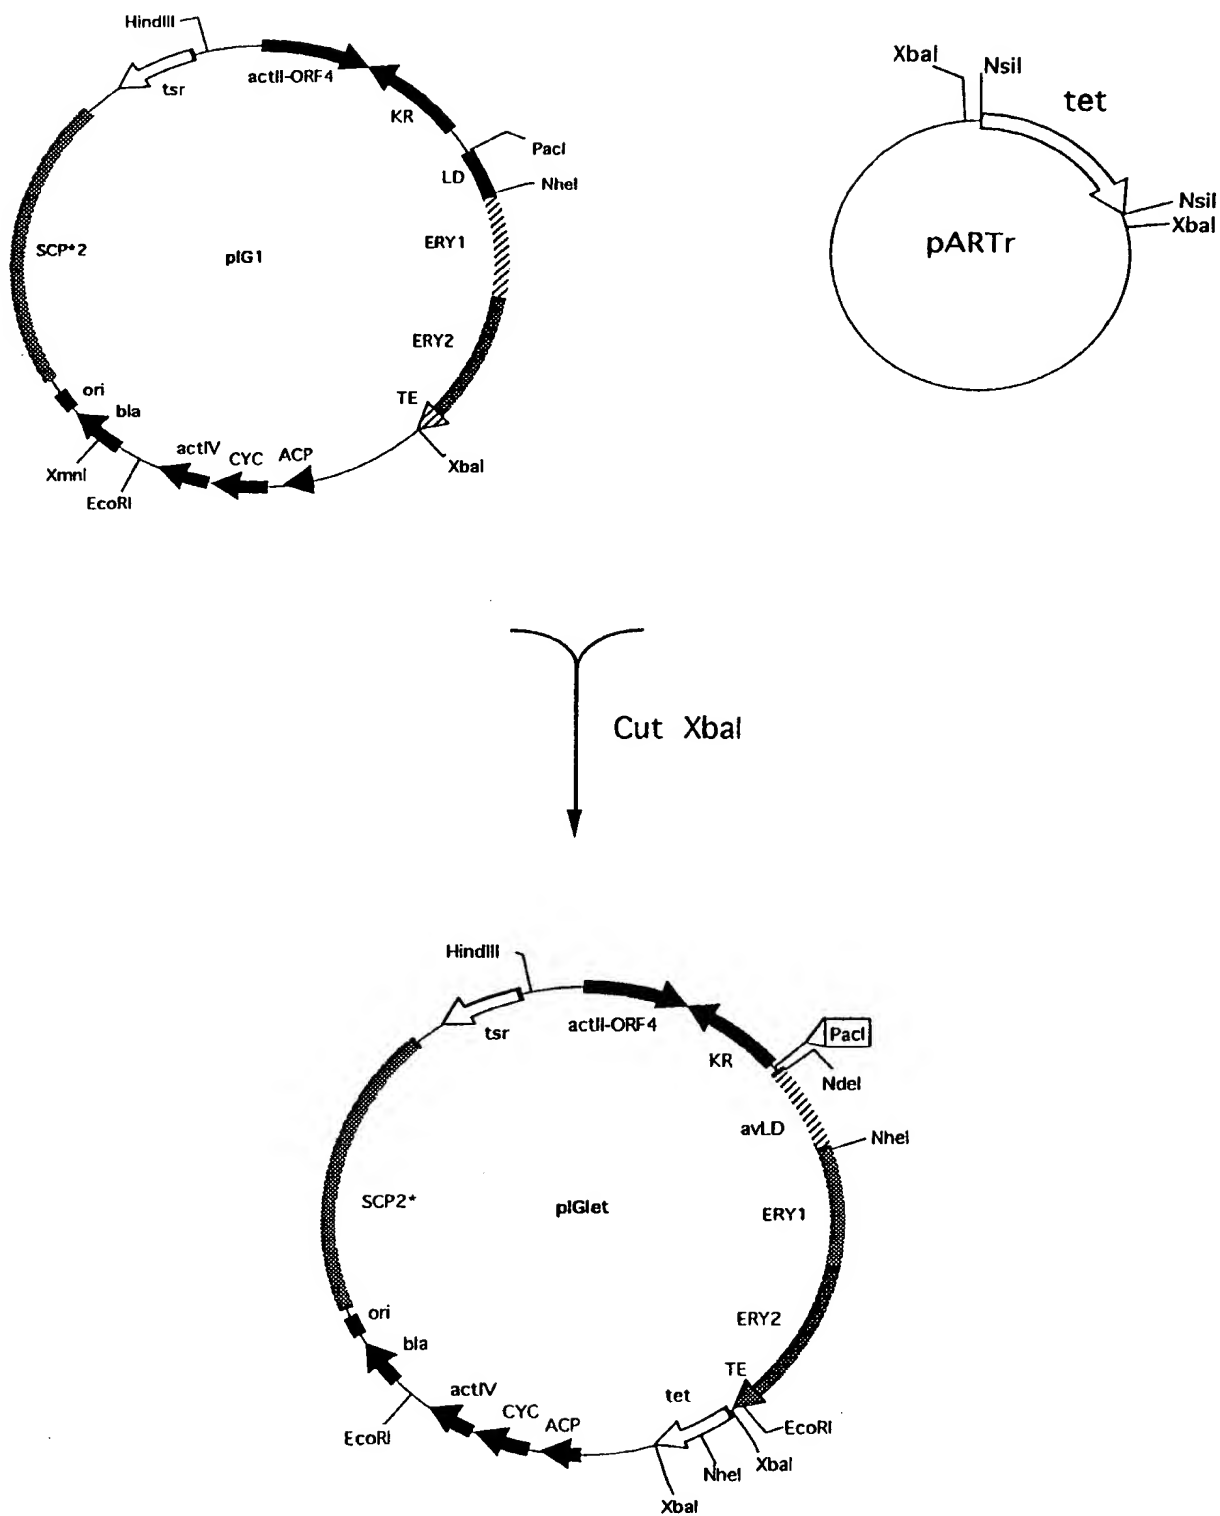 HindIII
actII-ORF4
tsr
KR
PacI
LD
NheI
SCP*2
pIG1
ERY1
ERY2
TE
ori
bla
actIV
CYC
ACP
XmnI
EcoRI
XbaI
XbaI
NsiI
tet
NsiI
XbaI
pARTr
Cut XbaI
HindIII
actII-ORF4
tsr
KR
PacI
NdeI
avLD
NheI
SCP2*
pIGlet
ERY1
ERY2
TE
ori
bla
tet
actIV
CYC
ACP
EcoRI
EcoRI
XbaI
NheI
XbaI